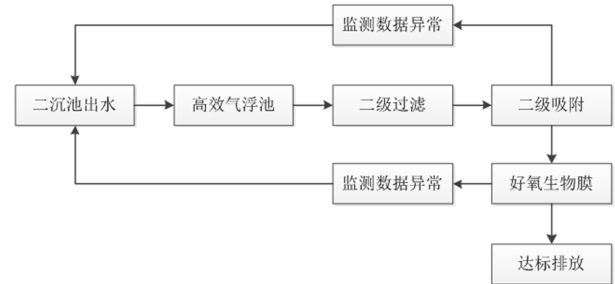 监测数据异常
二沉池出水
高效气浮池
二级过滤
二级吸附
监测数据异常
好氧生物膜
达标排放